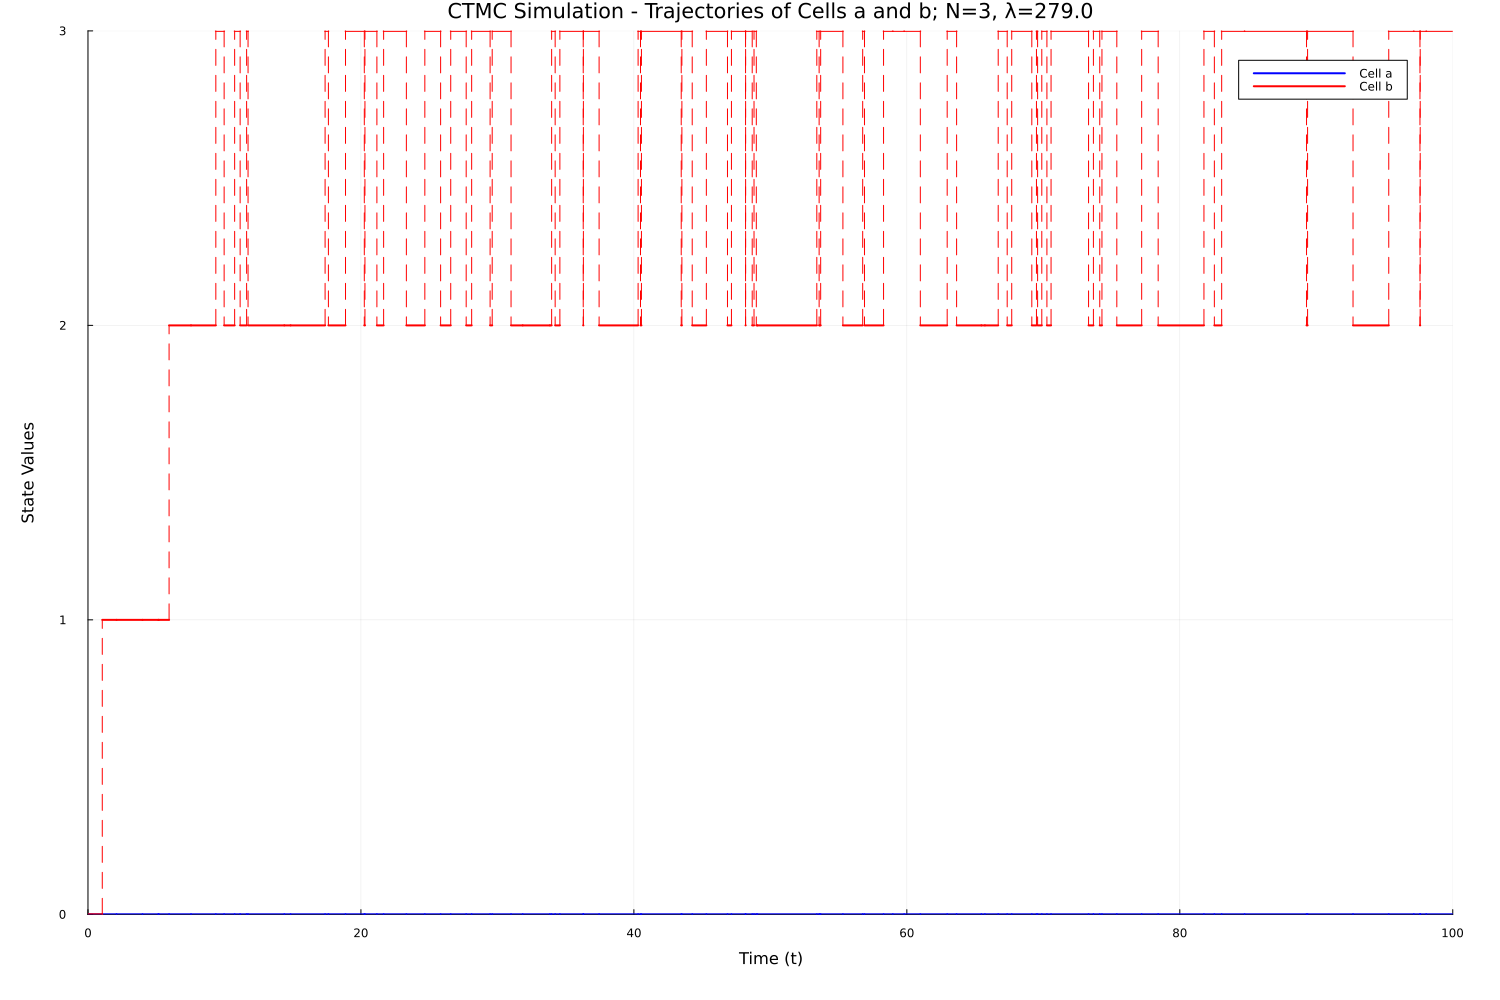 CTMC Simulation - Trajectories of Cells a and b; N=3, λ=279.0
3
Cell a
Cell b
2
State Values
1
0
0 20 40 60 80 100
Time (t)